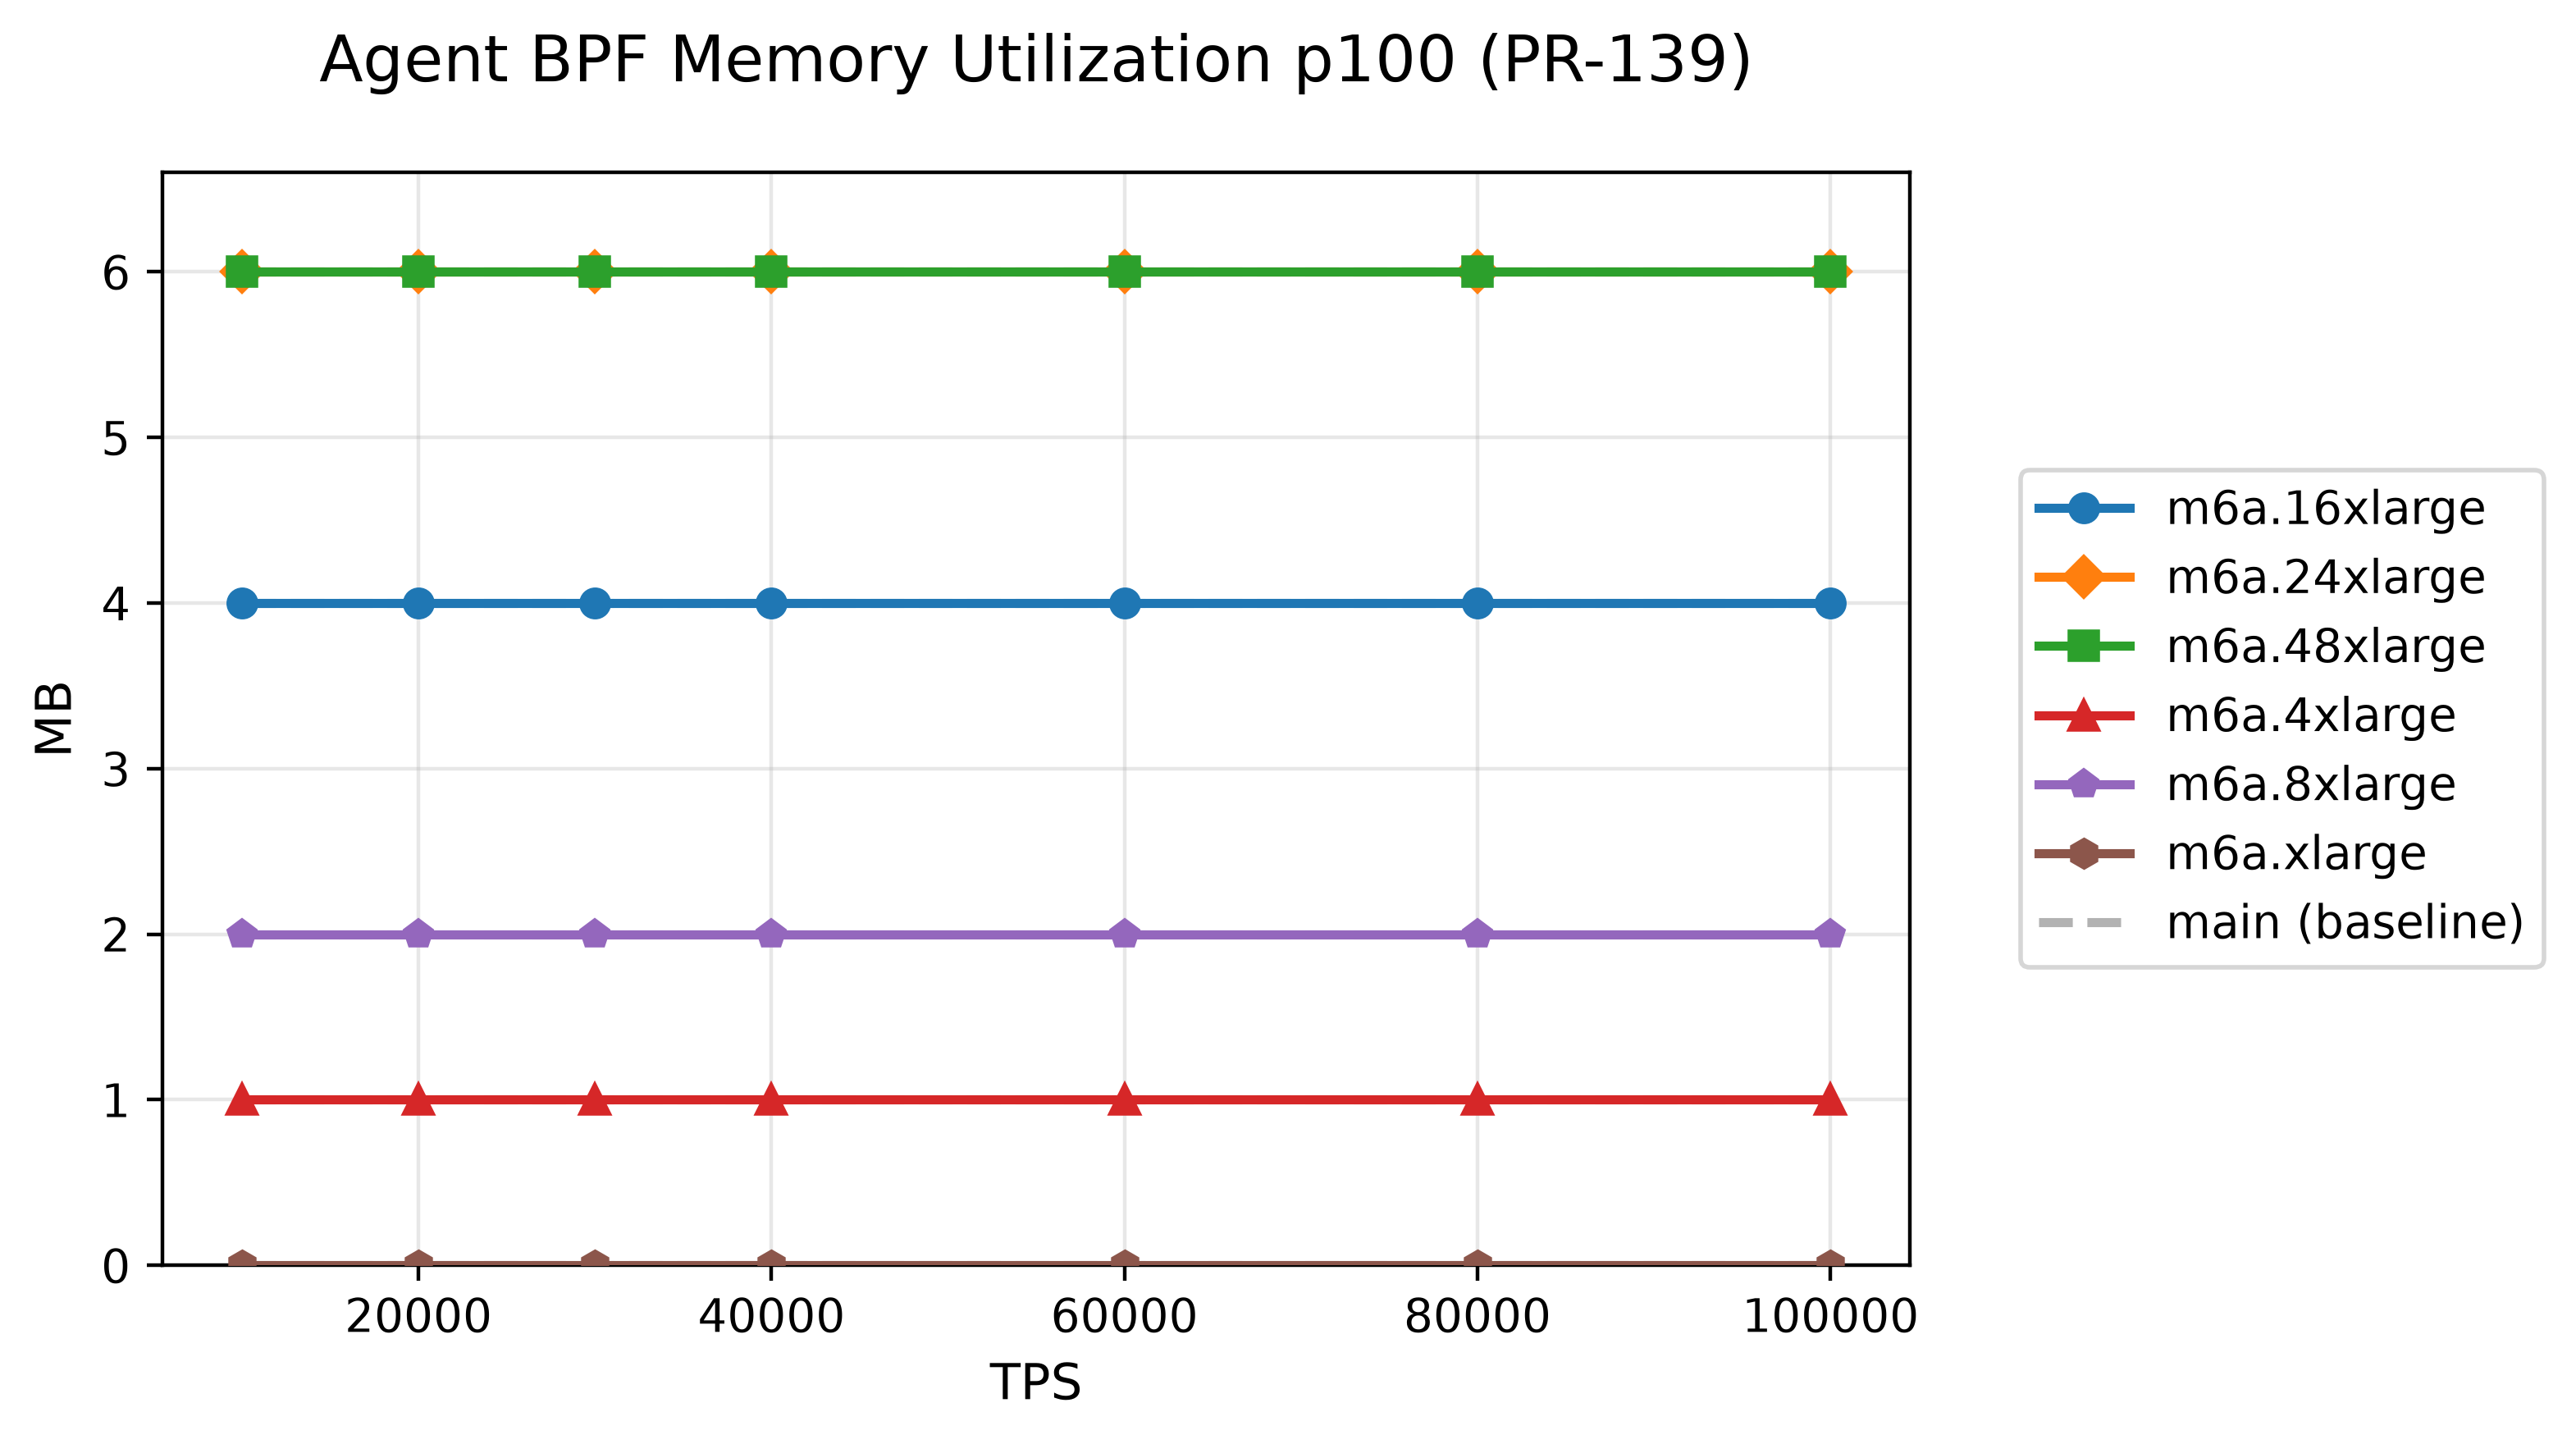 Agent BPF Memory Utilization p100 (PR-139)
6
5
4
3
2
1
0
MB
20000 40000 60000 80000 100000
TPS
m6a.16xlarge
m6a.24xlarge
m6a.48xlarge
m6a.4xlarge
m6a.8xlarge
m6a.xlarge
main (baseline)